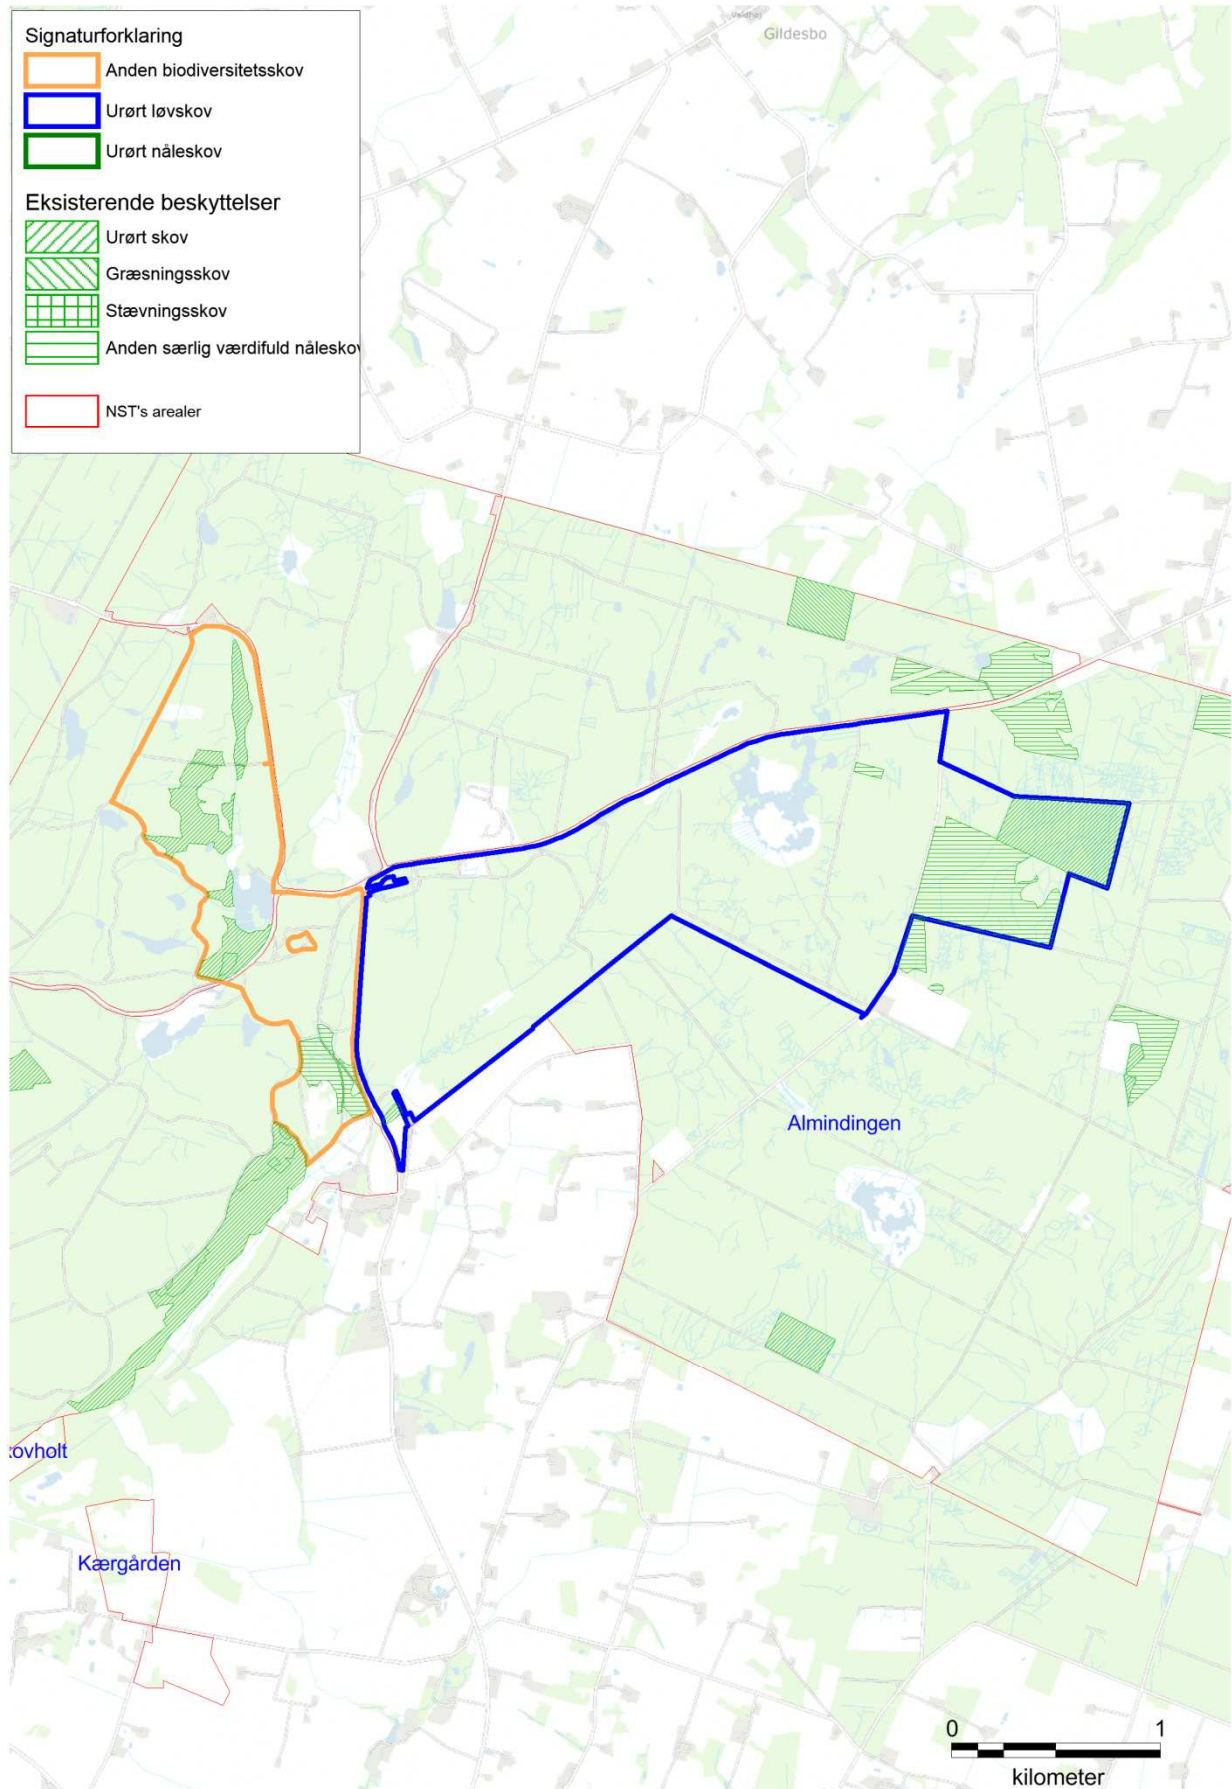 Signaturforklaring
Anden biodiversitetsskov
Urørt løvskov
Urørt nåleskov
Eksisterende beskyttelser
Urørt skov
Græsningsskov
Stævningsskov
Anden særlig værdifuld nåleskov
NST's arealer
Gildesbo
Almindingen
ovholt
Kærgården
0 1
kilometer